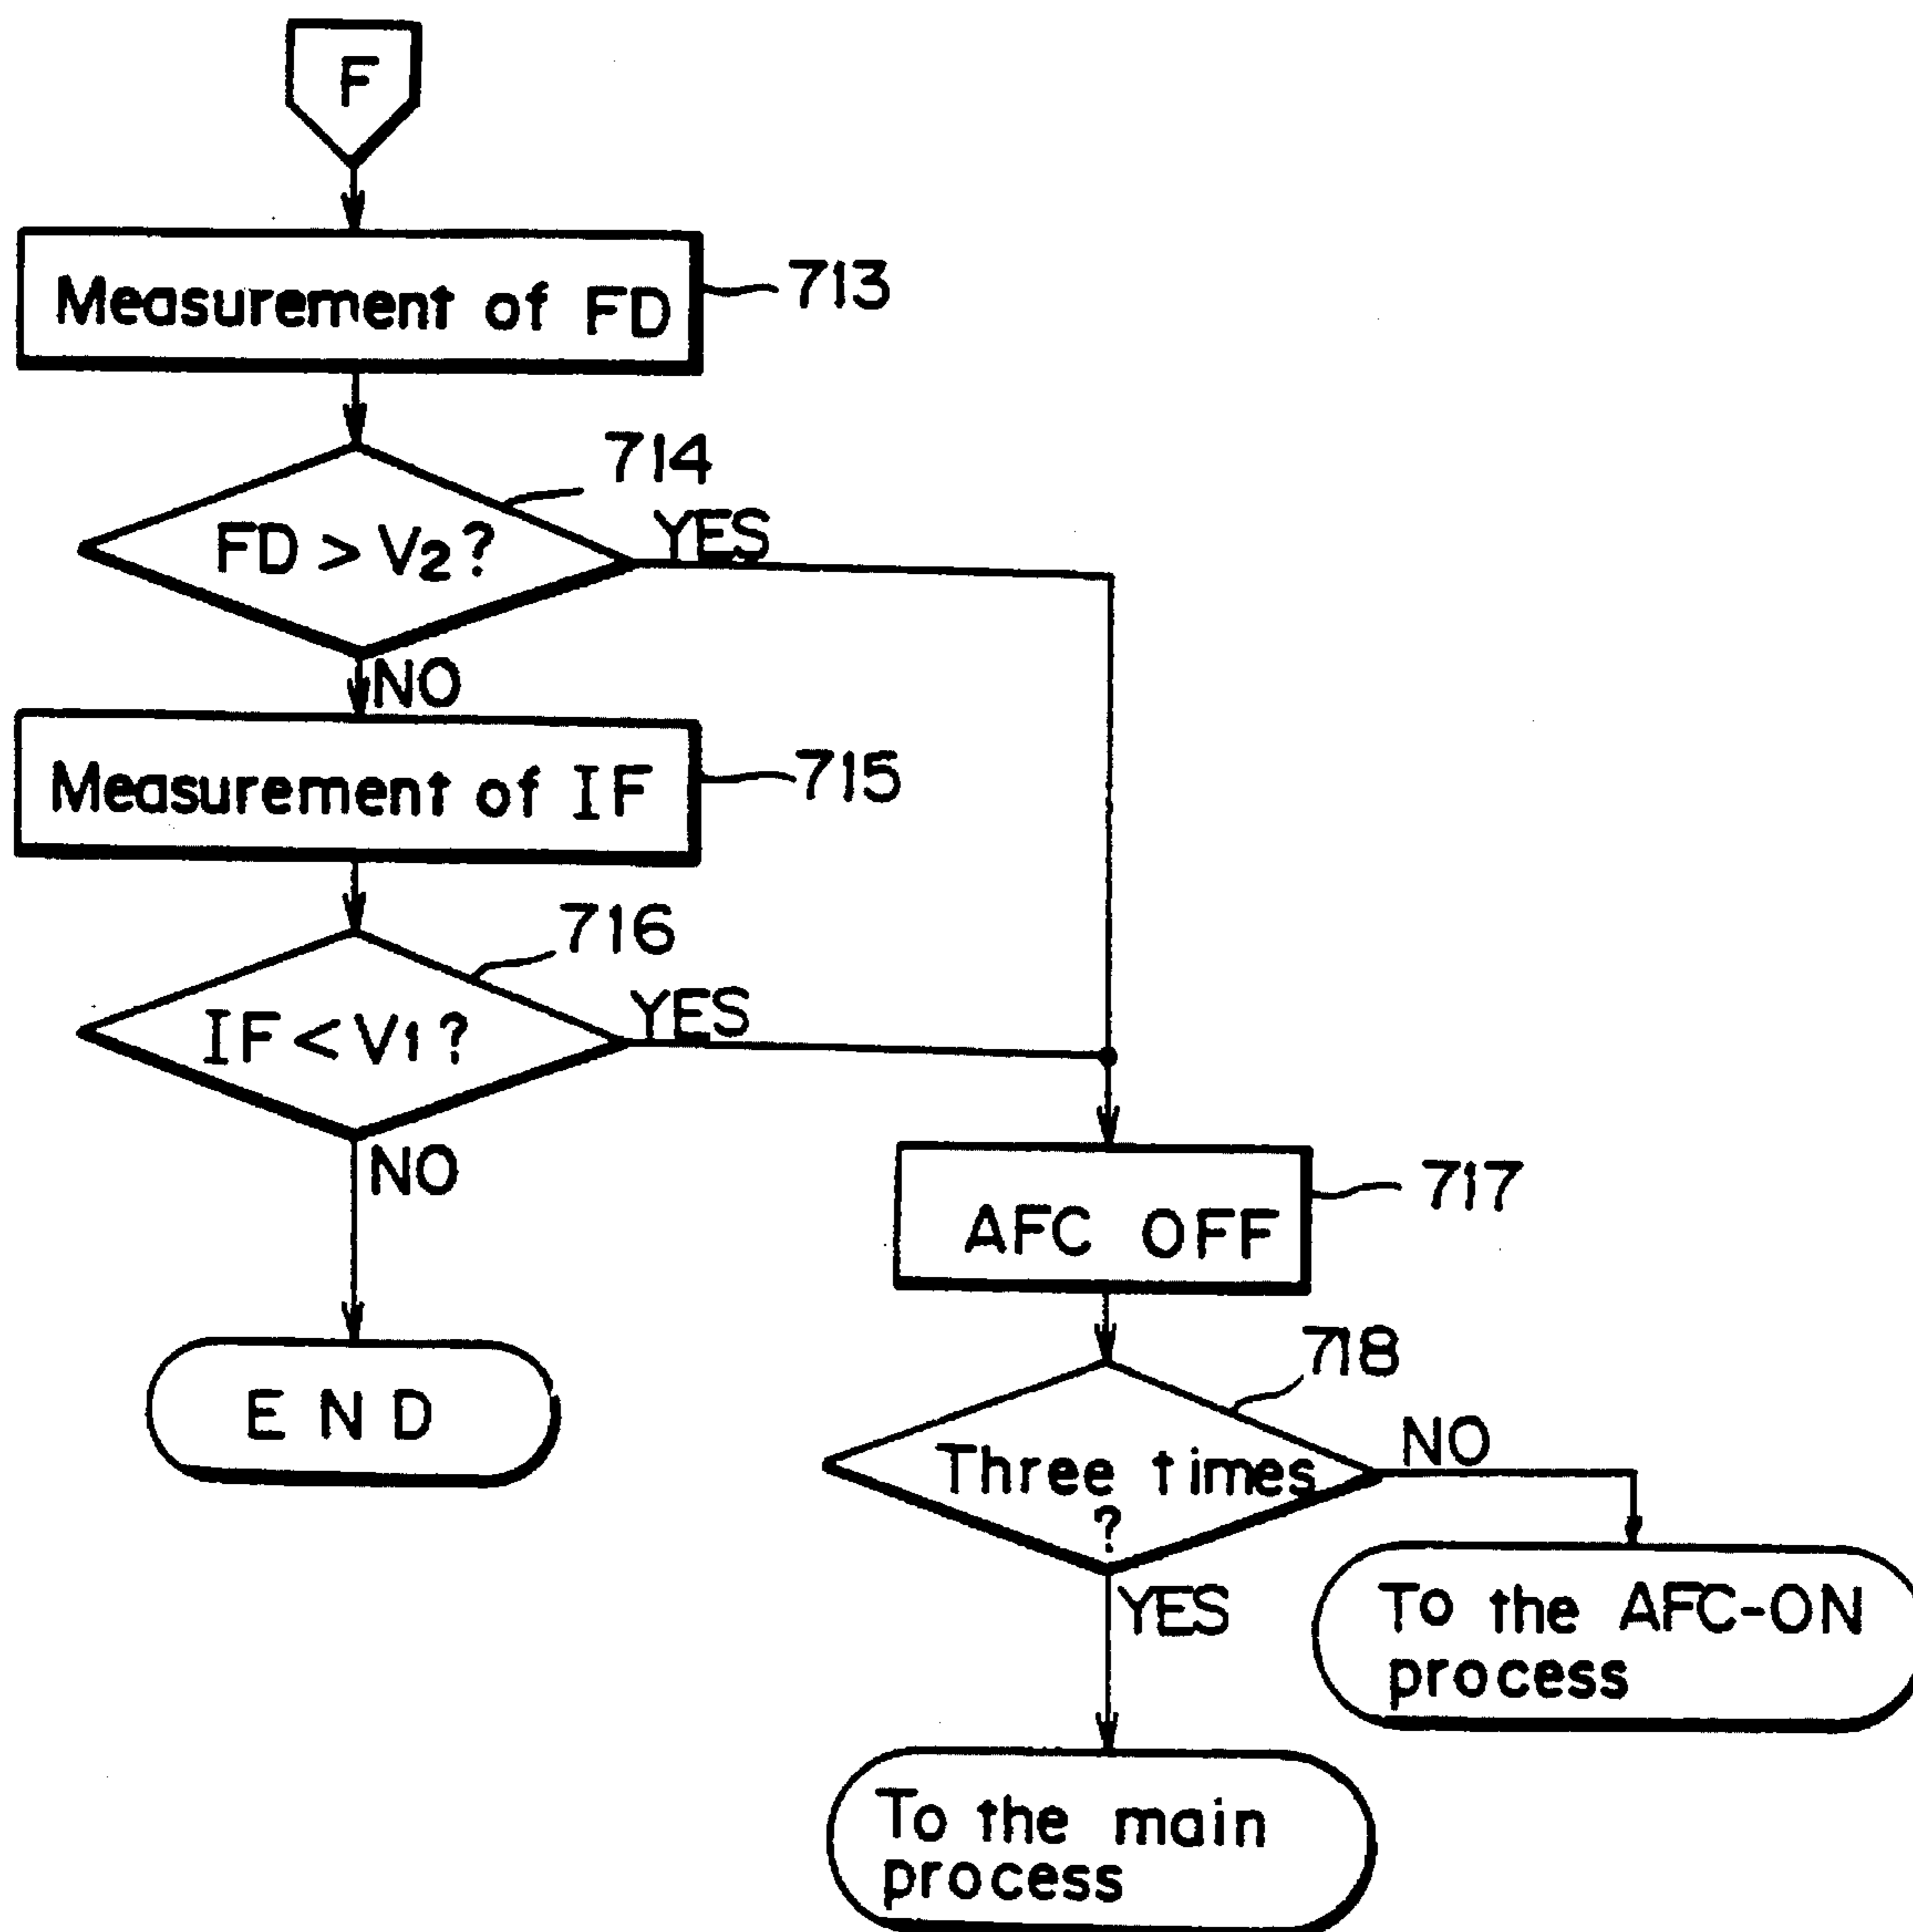 F
Measurement of FD
713
714
FD > V2?
YES
NO
Measurement of IF
715
716
IF < V1?
YES
NO
AFC OFF
717
END
718
Three times
?
NO
YES
To the AFC-ON
process
To the main
process